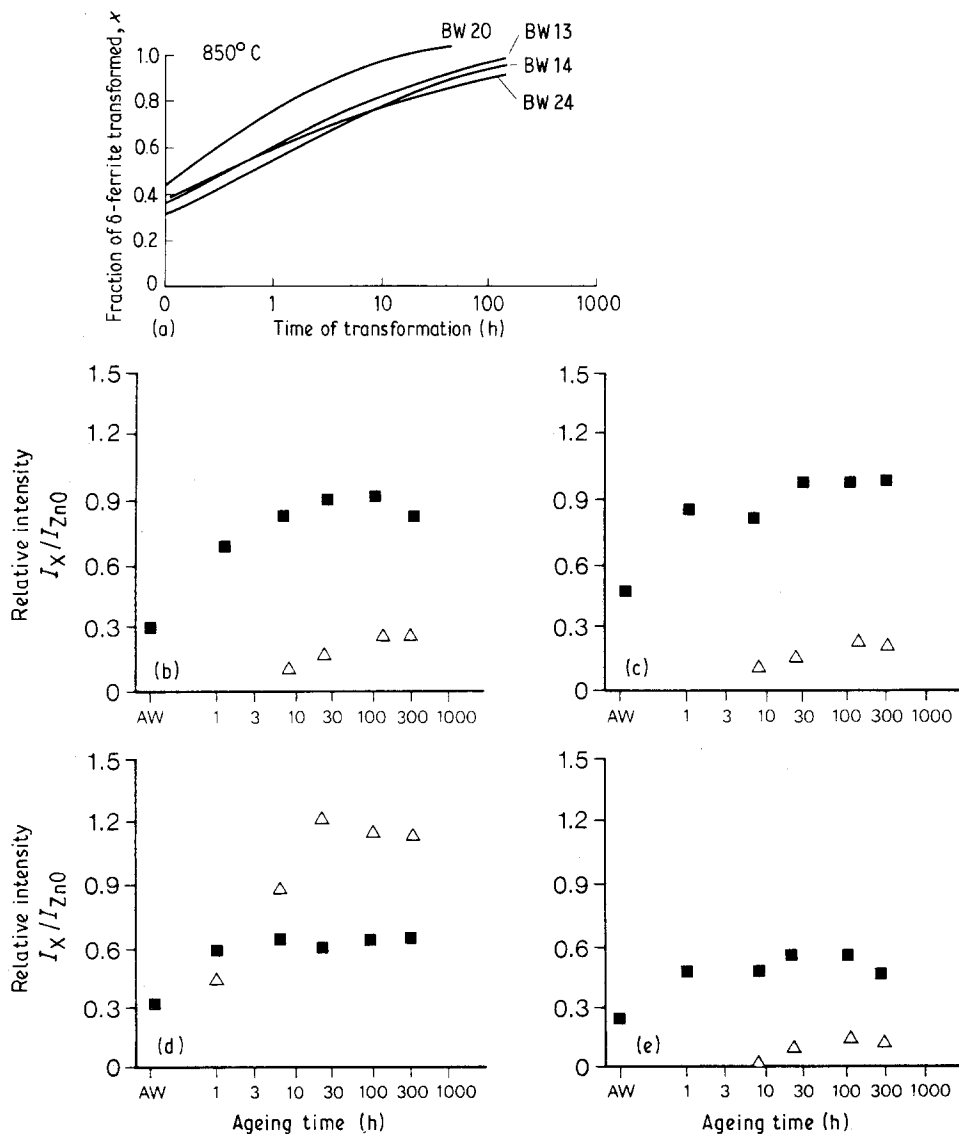 Fraction of δ-ferrite transformed, x
850° C
BW 20
BW 13
BW 14
BW 24
1.0
0.8
0.6
0.4
0.2
0
0 1 10 100 1000
(a) Time of transformation (h)
Relative intensity
I_X/I_ZnO
1.5
1.2
0.9
0.6
0.3
0
(b)
AW 1 3 10 30 100 300 1000
1.5
1.2
0.9
0.6
0.3
0
(c)
AW 1 3 10 30 100 300 1000
Relative intensity
I_X/I_ZnO
1.5
1.2
0.9
0.6
0.3
0
(d)
AW 1 3 10 30 100 300 1000
Ageing time (h)
1.5
1.2
0.9
0.6
0.3
0
(e)
AW 1 3 10 30 100 300 1000
Ageing time (h)